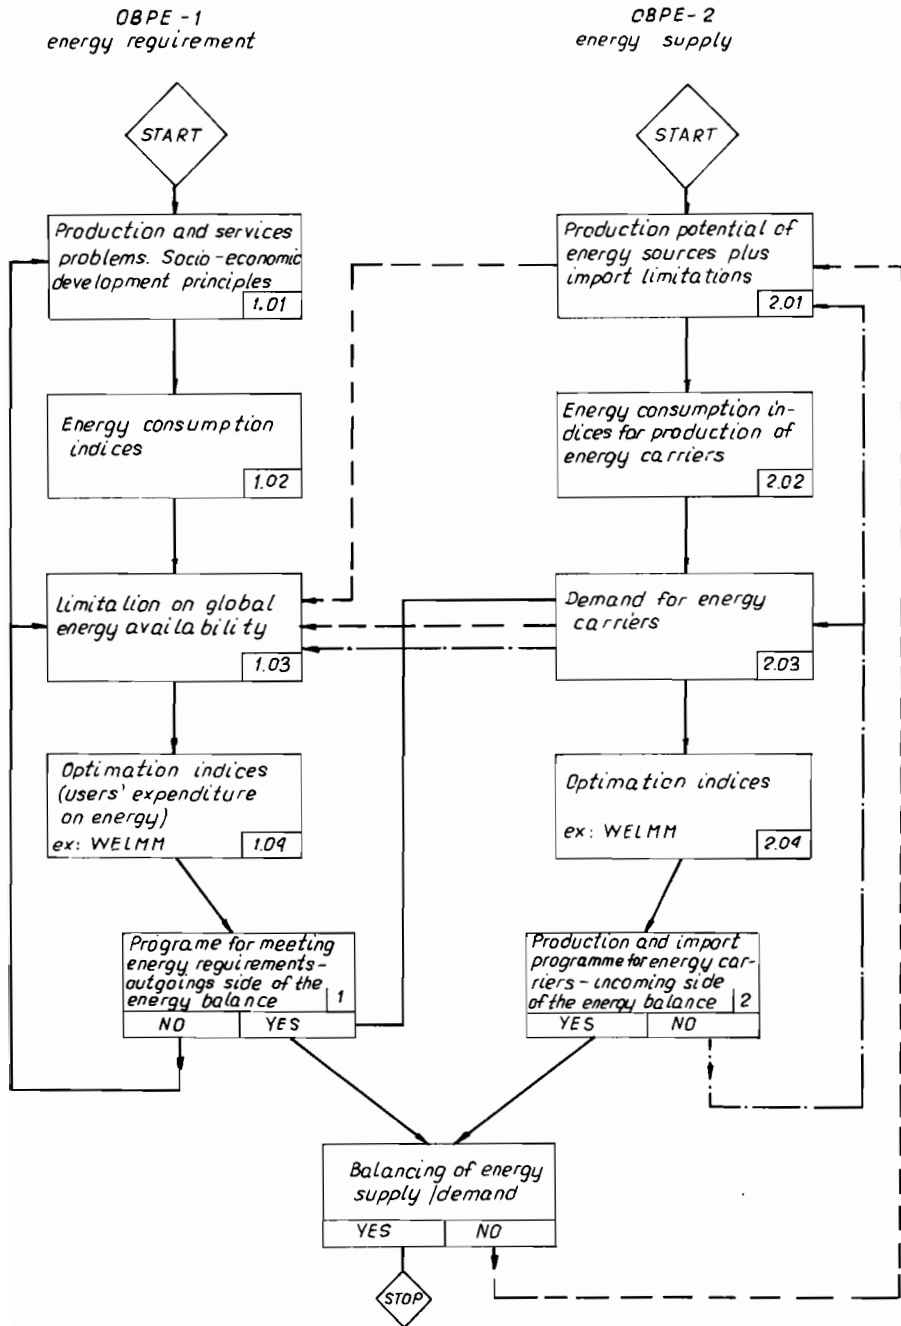 OBPE-1
energy reguirement
OBPE-2
energy supply
START
START
Production and services
problems. Socio-economic
development principles
1.01
Production potential of
energy sources plus
import limitations
2.01
Energy consumption
indices
1.02
Energy consumption in-
dices for production of
energy carriers
2.02
Limitation on global
energy availability
1.03
Demand for energy
carriers
2.03
Optimation indices
(users' expenditure
on energy)
ex: WELMM
1.04
Optimation indices
ex: WELMM
2.04
Programe for meeting
energy requirements-
outgoings side of the
energy balance
1
NO YES
Production and import
programme for energy car-
riers - incoming side
of the energy balance
2
YES NO
Balancing of energy
supply /demand
YES NO
STOP